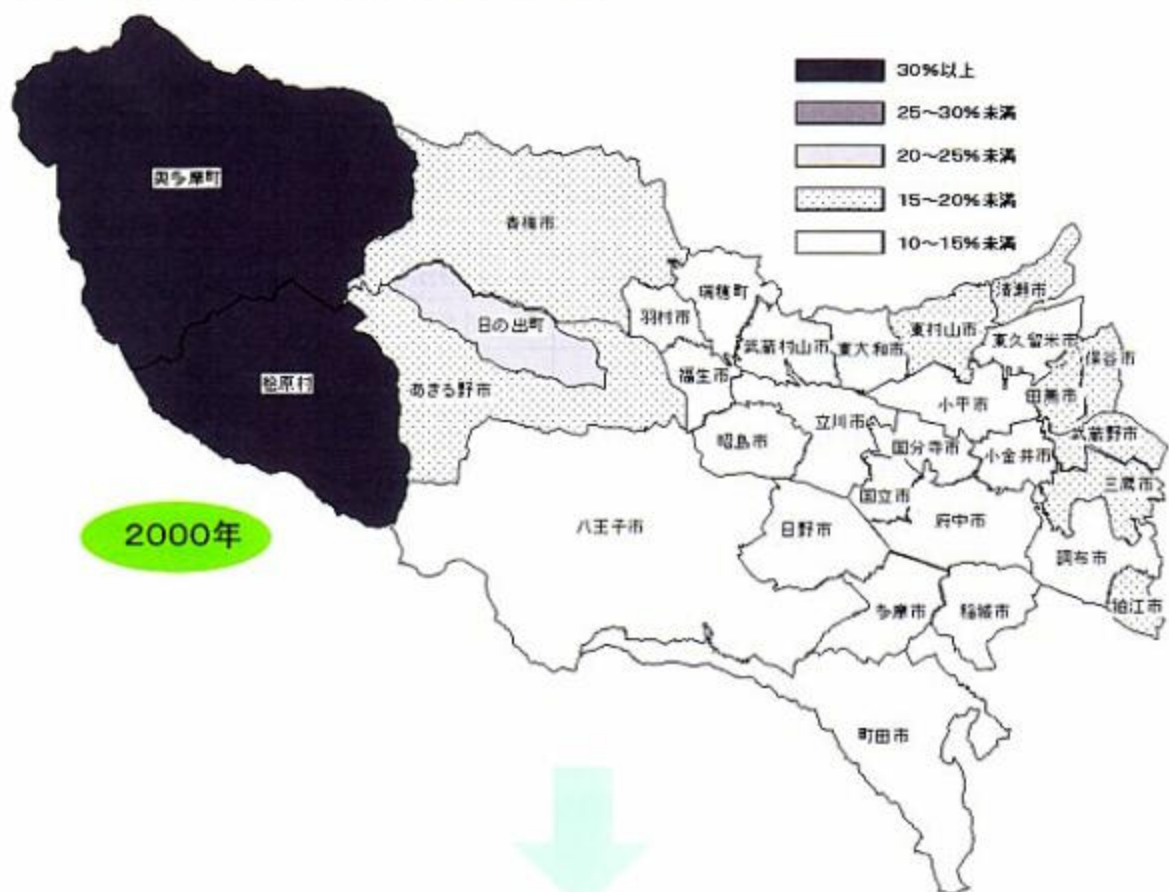 30%以上
25～30%未満
20～25%未満
15～20%未満
10～15%未満
奥多摩町
青梅市
清瀬市
瑞穂町
羽村市
日の出町
東村山市
東久留米市
武蔵村山市
東大和市
保谷市
福生市
桧原村
あきる野市
田無市
小平市
立川市
武蔵野市
昭島市
国分寺市
小金井市
三鷹市
国立市
府中市
八王子市
日野市
2000年
調布市
多摩市
稲城市
狛江市
町田市